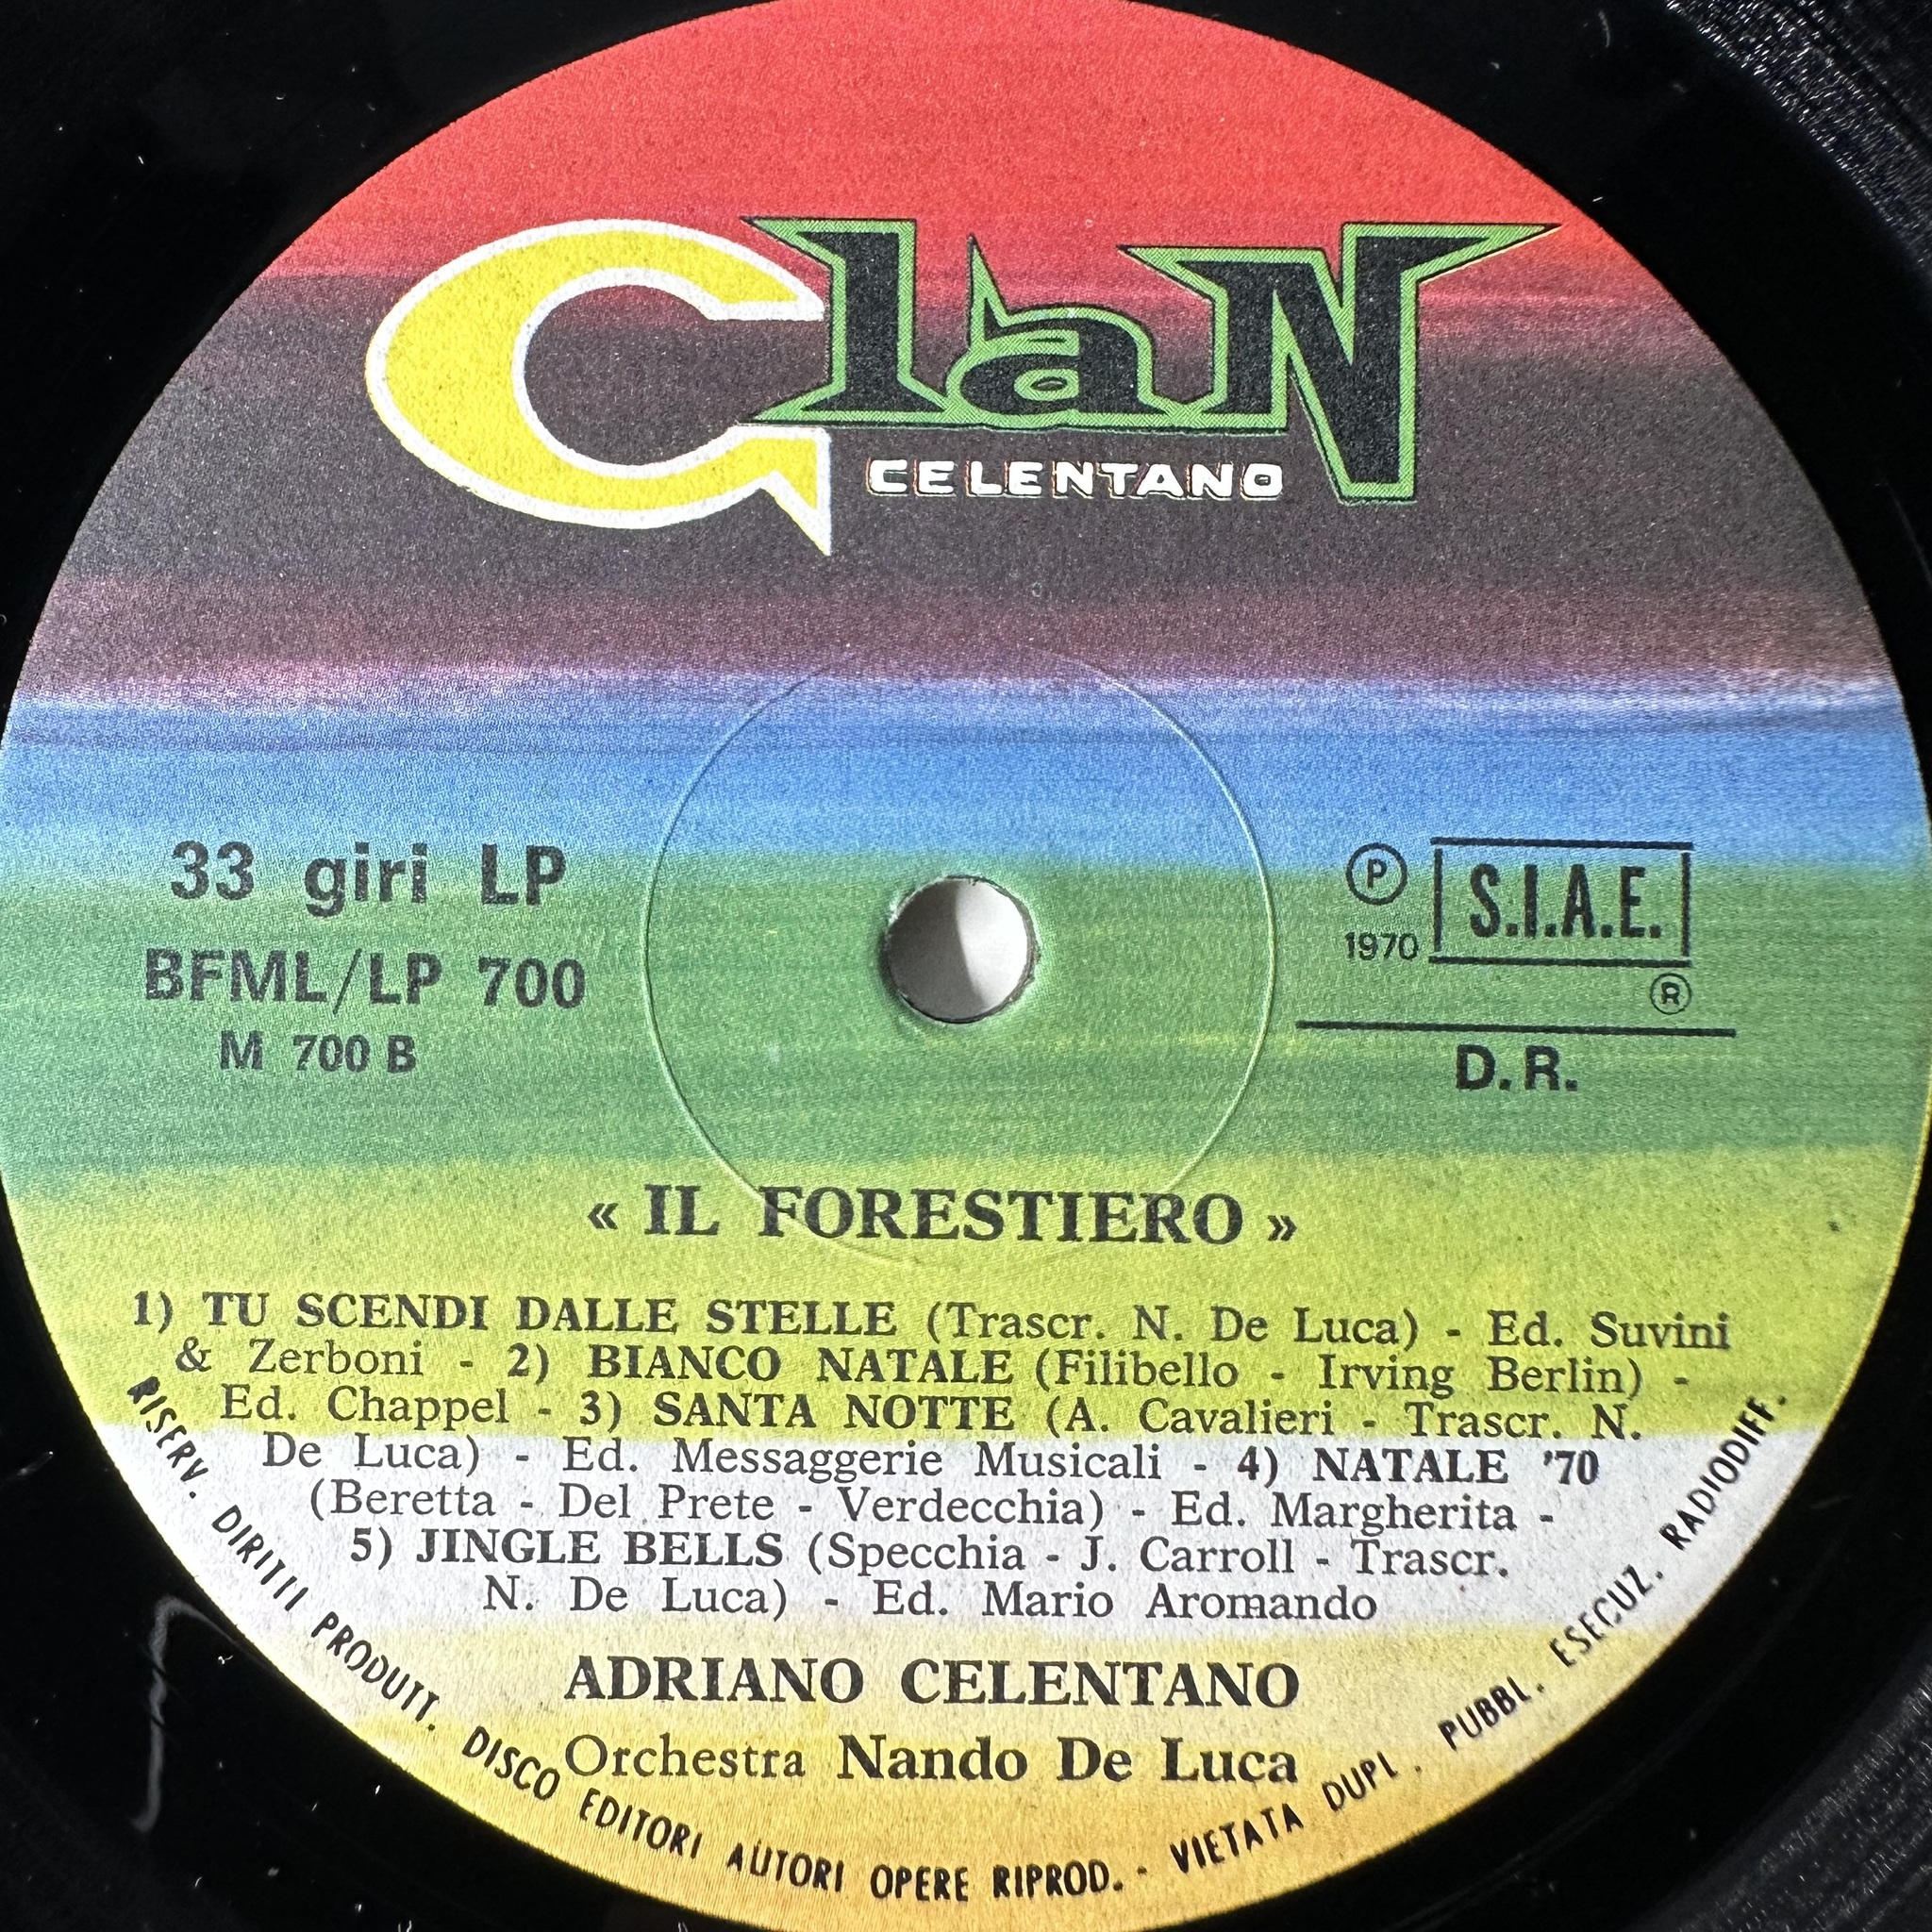 Clan
CELENTANO
33 giri LP
BFML/LP 700
M 700 B
Ⓟ
1970
S.I.A.E.
®
D. R.
« IL FORESTIERO »
1) TU SCENDI DALLE STELLE (Trascr. N. De Luca) - Ed. Suvini
& Zerboni - 2) BIANCO NATALE (Filibello - Irving Berlin) -
Ed. Chappel - 3) SANTA NOTTE (A. Cavalieri - Trascr. N.
De Luca) - Ed. Messaggerie Musicali - 4) NATALE '70
(Beretta - Del Prete - Verdecchia) - Ed. Margherita -
5) JINGLE BELLS (Specchia - J. Carroll - Trascr.
N. De Luca) - Ed. Mario Aromando
ADRIANO CELENTANO
Orchestra Nando De Luca
RISERV. DIRITTI PRODUTT. DISCO EDITORI AUTORI OPERE RIPROD. - VIETATA DUPL. PUBBL. ESECUZ. RADIODIFF.